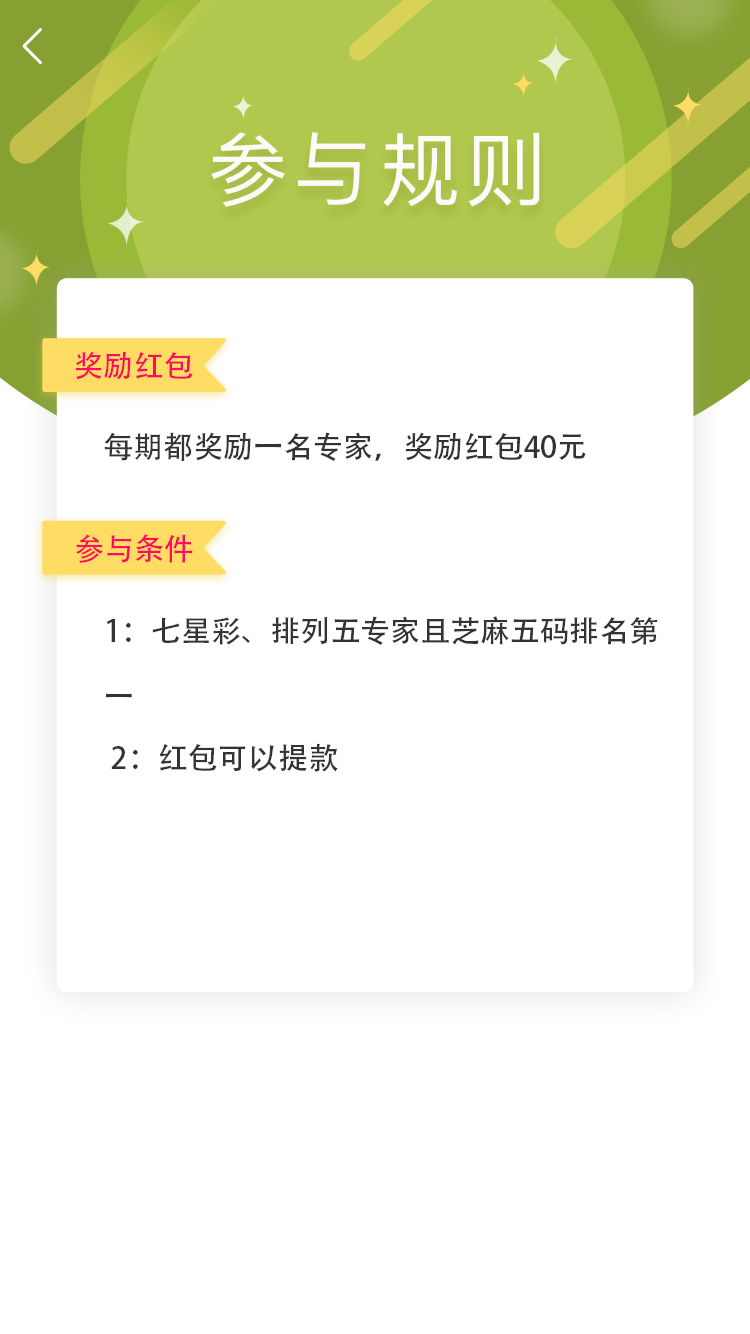 参与规则
奖励红包
每期都奖励一名专家，奖励红包40元
参与条件
1：七星彩、排列五专家且芝麻五码排名第
一
2：红包可以提款